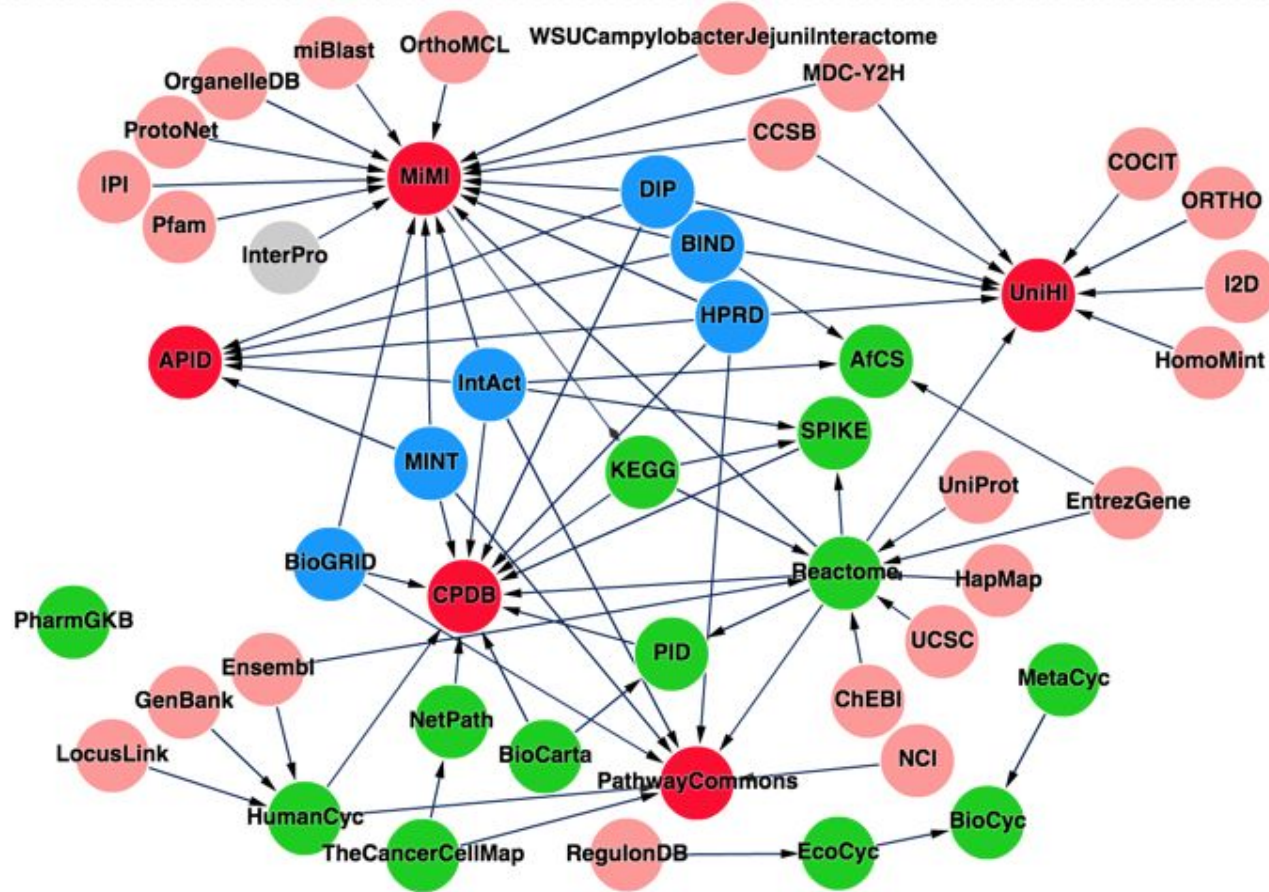 miBlast
OrthoMCL
WSUCampylobacterJejuniInteractome
OrganelleDB
MDC-Y2H
ProtoNet
CCSB
COCIT
IPI
MiMI
DIP
ORTHO
Pfam
BIND
InterPro
UniHI
I2D
HPRD
APID
AfCS
HomoMint
IntAct
SPIKE
MINT
KEGG
UniProt
EntrezGene
BioGRID
CPDB
Reactome
HapMap
PharmGKB
UCSC
Ensembl
PID
MetaCyc
GenBank
NetPath
ChEBI
LocusLink
BioCarta
PathwayCommons
NCI
HumanCyc
BioCyc
TheCancerCellMap
RegulonDB
EcoCyc